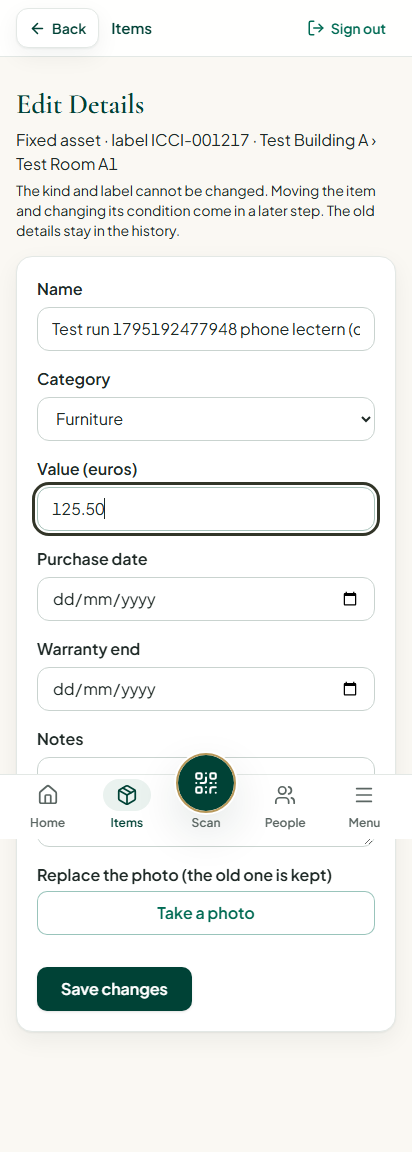 Back Items Sign out
Edit Details
Fixed asset · label ICCI-001217 · Test Building A ›
Test Room A1
The kind and label cannot be changed. Moving the item
and changing its condition come in a later step. The old
details stay in the history.
Name
Test run 1795192477948 phone lectern (c
Category
Furniture
Value (euros)
125.50
Purchase date
dd/mm/yyyy
Warranty end
dd/mm/yyyy
Notes
Home Items Scan People Menu
Replace the photo (the old one is kept)
Take a photo
Save changes